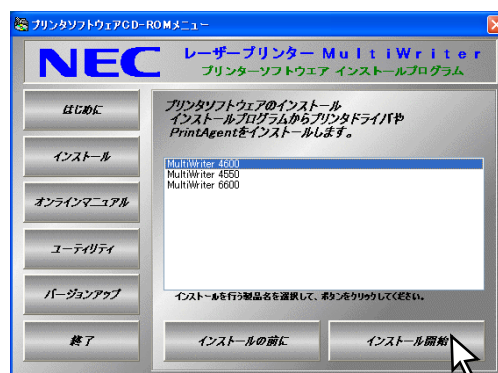 プリンタソフトウェアCD-ROMメニュー
NEC
レーザープリンター MultiWriter
プリンターソフトウエア インストールプログラム
はじめに
インストール
オンラインマニュアル
ユーティリティ
バージョンアップ
終了
プリンタソフトウェアのインストール
インストールプログラムからプリンタドライバや
PrintAgentをインストールします。
MultiWriter 4600
MultiWriter 4550
MultiWriter 6600
インストールを行う製品名を選択して、ボタンをクリックしてください。
インストールの前に
インストール開始